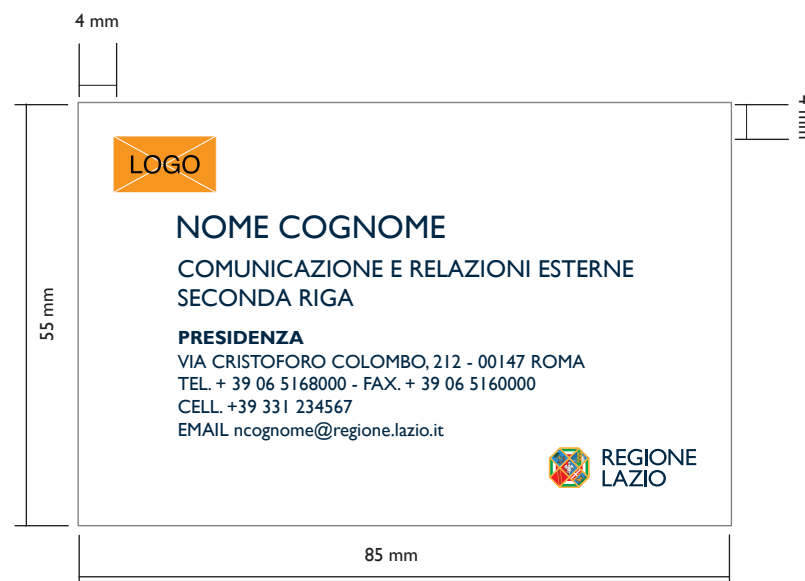 4 mm
4 mm
LOGO
NOME COGNOME
COMUNICAZIONE E RELAZIONI ESTERNE
SECONDA RIGA
55 mm
PRESIDENZA
VIA CRISTOFORO COLOMBO, 212 - 00147 ROMA
TEL. + 39 06 5168000 - FAX. + 39 06 5160000
CELL. +39 331 234567
EMAIL ncognome@regione.lazio.it
REGIONE
LAZIO
85 mm